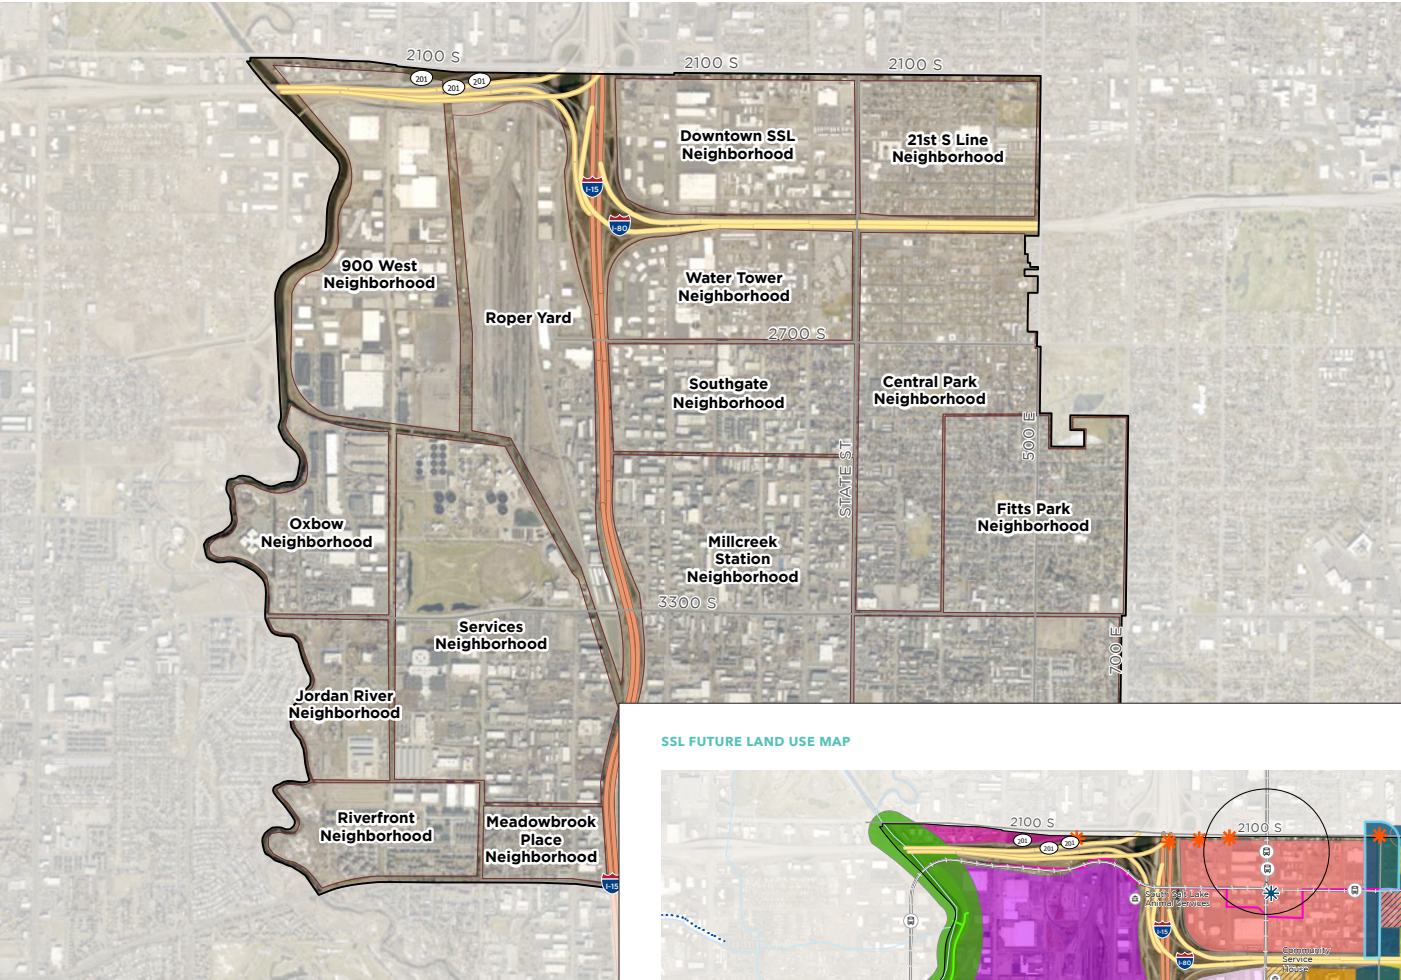 2100 S
2100 S
2100 S
201
201
201
Downtown SSL
Neighborhood
21st S Line
Neighborhood
I-15
I-80
900 West
Neighborhood
Water Tower
Neighborhood
Roper Yard
2700 S
Southgate
Neighborhood
Central Park
Neighborhood
500 E
STATE ST
Fitts Park
Neighborhood
Oxbow
Neighborhood
Millcreek
Station
Neighborhood
3300 S
Services
Neighborhood
700 E
Jordan River
Neighborhood
Riverfront
Neighborhood
Meadowbrook
Place
Neighborhood
I-15
SSL FUTURE LAND USE MAP
2100 S
2100 S
201
201
201
South Salt Lake
Animal Services
I-15
I-80
Community
Service
House